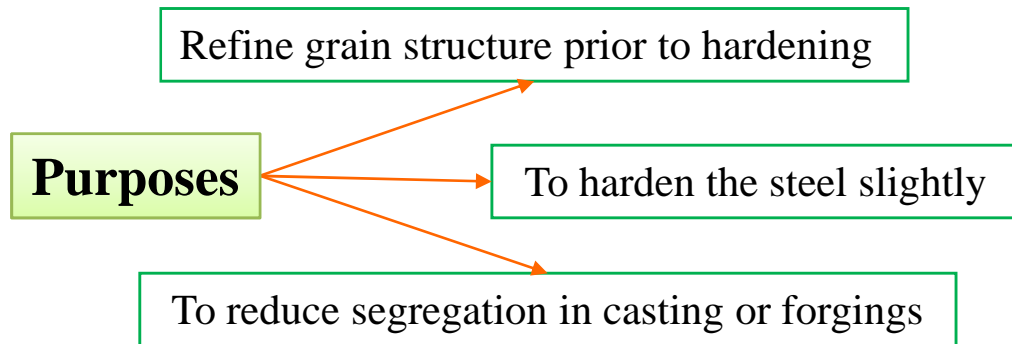 Refine grain structure prior to hardening
Purposes
To harden the steel slightly
To reduce segregation in casting or forgings